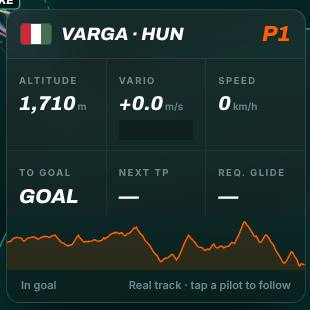 VARGA · HUN P1
ALTITUDE VARIO SPEED
1,710 m +0.0 m/s 0 km/h
TO GOAL NEXT TP REQ. GLIDE
GOAL — —
In goal Real track · tap a pilot to follow